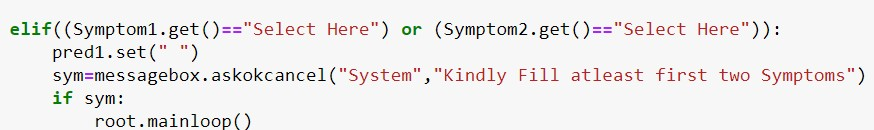 elif((Symptom1.get()=="Select Here") or (Symptom2.get()=="Select Here")):
    pred1.set(" ")
    sym=messagebox.askokcancel("System","Kindly Fill atleast first two Symptoms")
    if sym:
        root.mainloop()